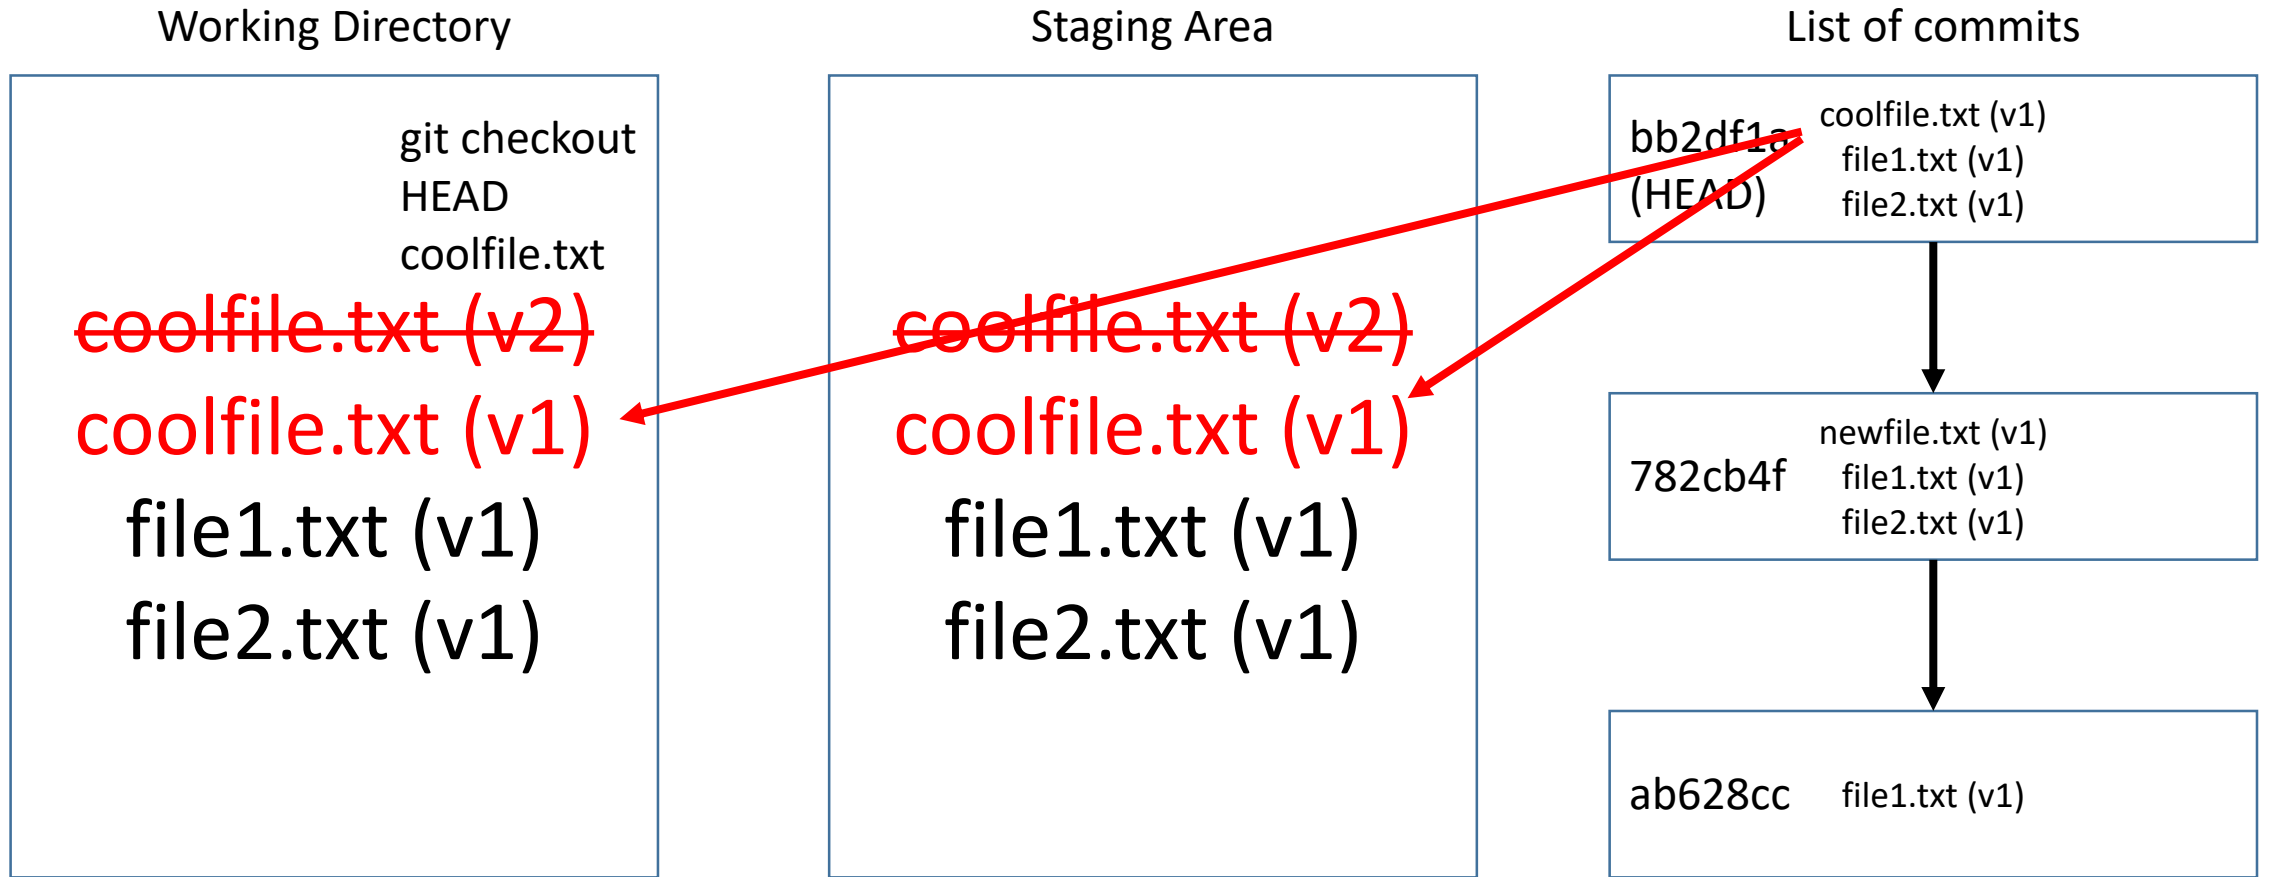 Working Directory
git checkout
HEAD
coolfile.txt
coolfile.txt (v2)
coolfile.txt (v1)
file1.txt (v1)
file2.txt (v1)
Staging Area
coolfile.txt (v2)
coolfile.txt (v1)
file1.txt (v1)
file2.txt (v1)
List of commits
bb2df1a
(HEAD)
coolfile.txt (v1)
file1.txt (v1)
file2.txt (v1)
782cb4f
newfile.txt (v1)
file1.txt (v1)
file2.txt (v1)
ab628cc
file1.txt (v1)